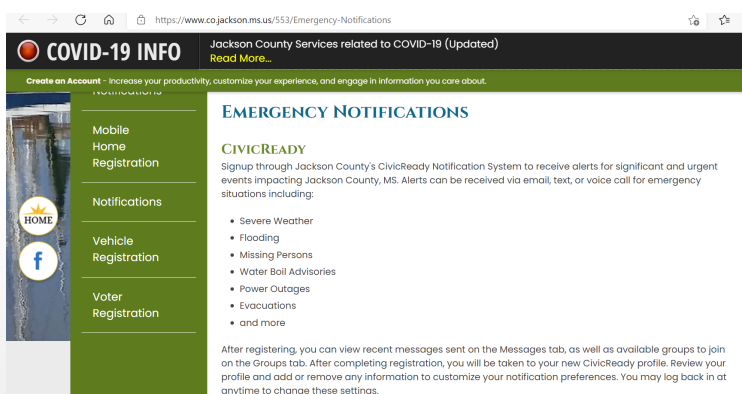 https://www.co.jackson.ms.us/553/Emergency-Notifications
COVID-19 INFO
Jackson County Services related to COVID-19 (Updated)
Read More...
Create an Account - Increase your productivity, customize your experience, and engage in information you care about.
Notifications
Mobile
Home
Registration
Notifications
Vehicle
Registration
Voter
Registration
HOME
f
EMERGENCY NOTIFICATIONS
CIVICREADY
Signup through Jackson County's CivicReady Notification System to receive alerts for significant and urgent
events impacting Jackson County, MS. Alerts can be received via email, text, or voice call for emergency
situations including:
• Severe Weather
• Flooding
• Missing Persons
• Water Boil Advisories
• Power Outages
• Evacuations
• and more
After registering, you can view recent messages sent on the Messages tab, as well as available groups to join
on the Groups tab. After completing registration, you will be taken to your new CivicReady profile. Review your
profile and add or remove any information to customize your notification preferences. You may log back in at
anytime to change these settings.